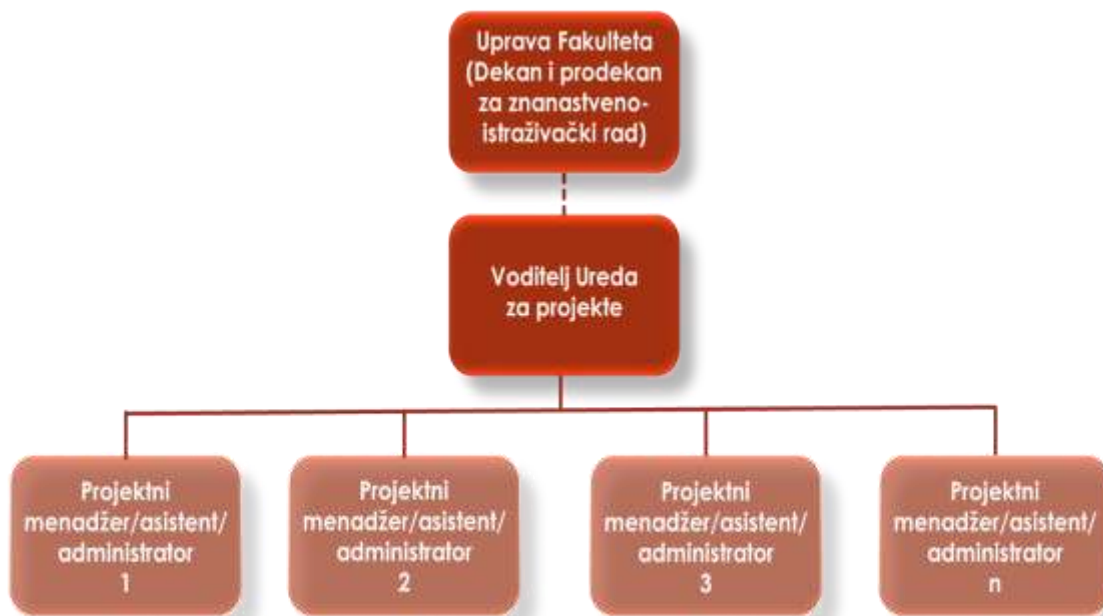 Uprava Fakulteta
(Dekan i prodekan
za znanastveno-
istraživački rad)
Voditelj Ureda
za projekte
Projektni
menadžer/asistent/
administrator
1
Projektni
menadžer/asistent/
administrator
2
Projektni
menadžer/asistent/
administrator
3
Projektni
menadžer/asistent/
administrator
n